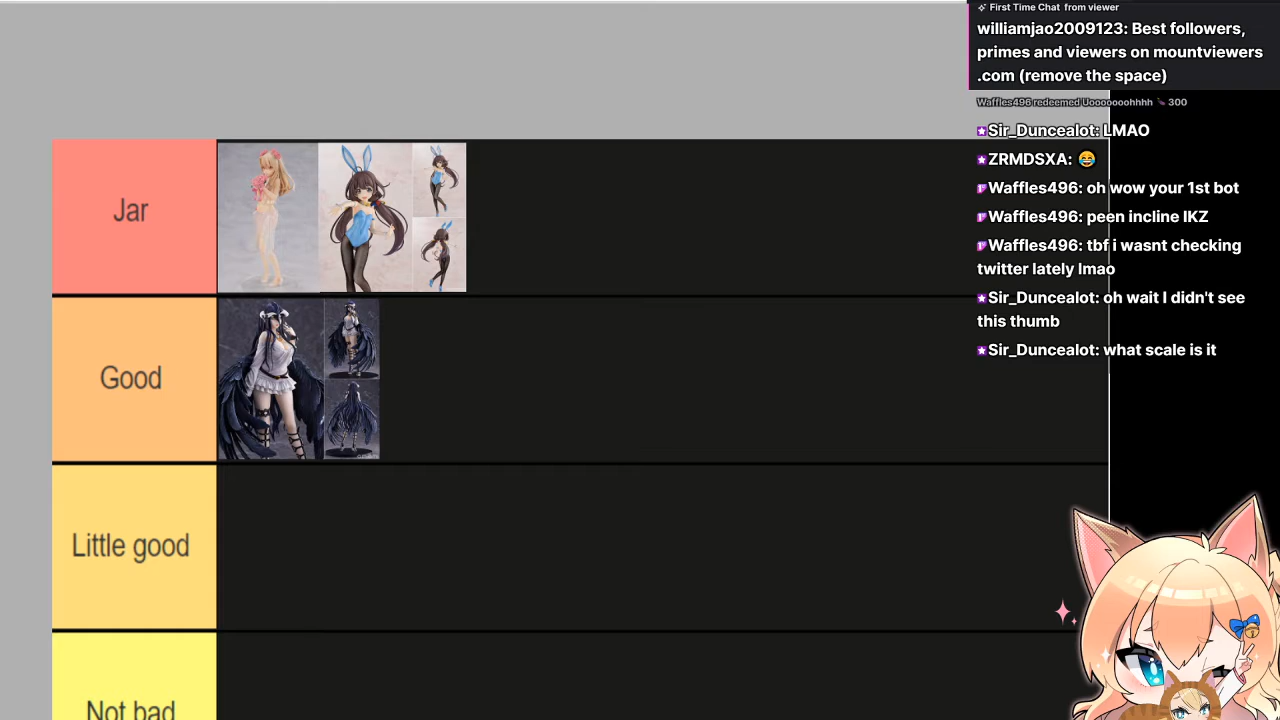 First Time Chat from viewer
williamjao2009123: Best followers,
primes and viewers on mountviewers
.com (remove the space)
Waffles496 redeemed Uooooooohhhh 300
Sir_Duncealot: LMAO
ZRMDSXA: 😂
Waffles496: oh wow your 1st bot
Waffles496: peen incline IKZ
Waffles496: tbf i wasnt checking
twitter lately lmao
Sir_Duncealot: oh wait I didn't see
this thumb
Sir_Duncealot: what scale is it
Jar
Good
Little good
Not bad